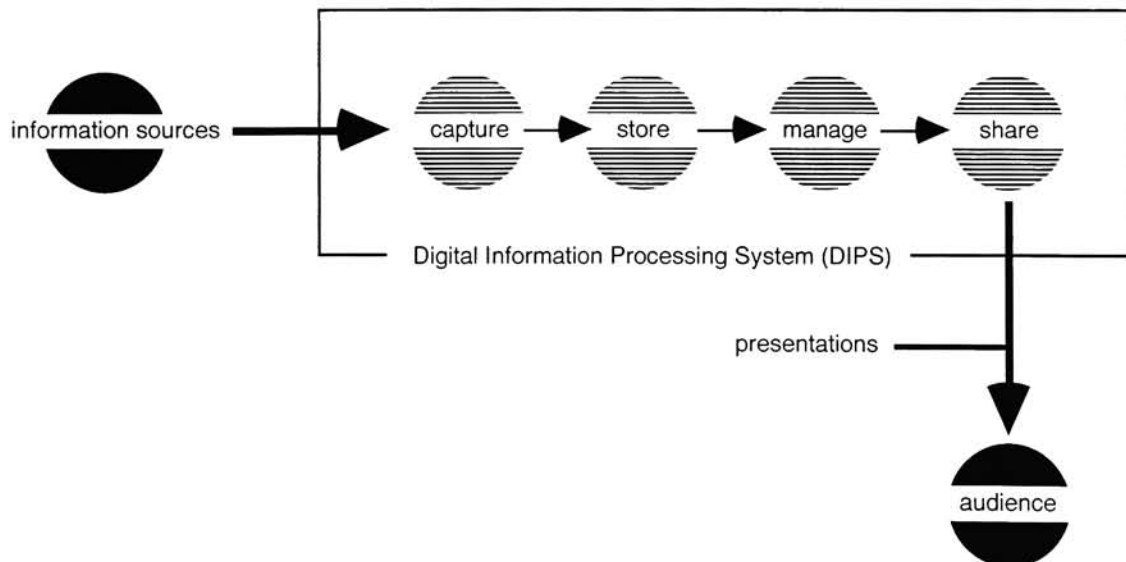 information sources
capture
store
manage
share
Digital Information Processing System (DIPS)
presentations
audience